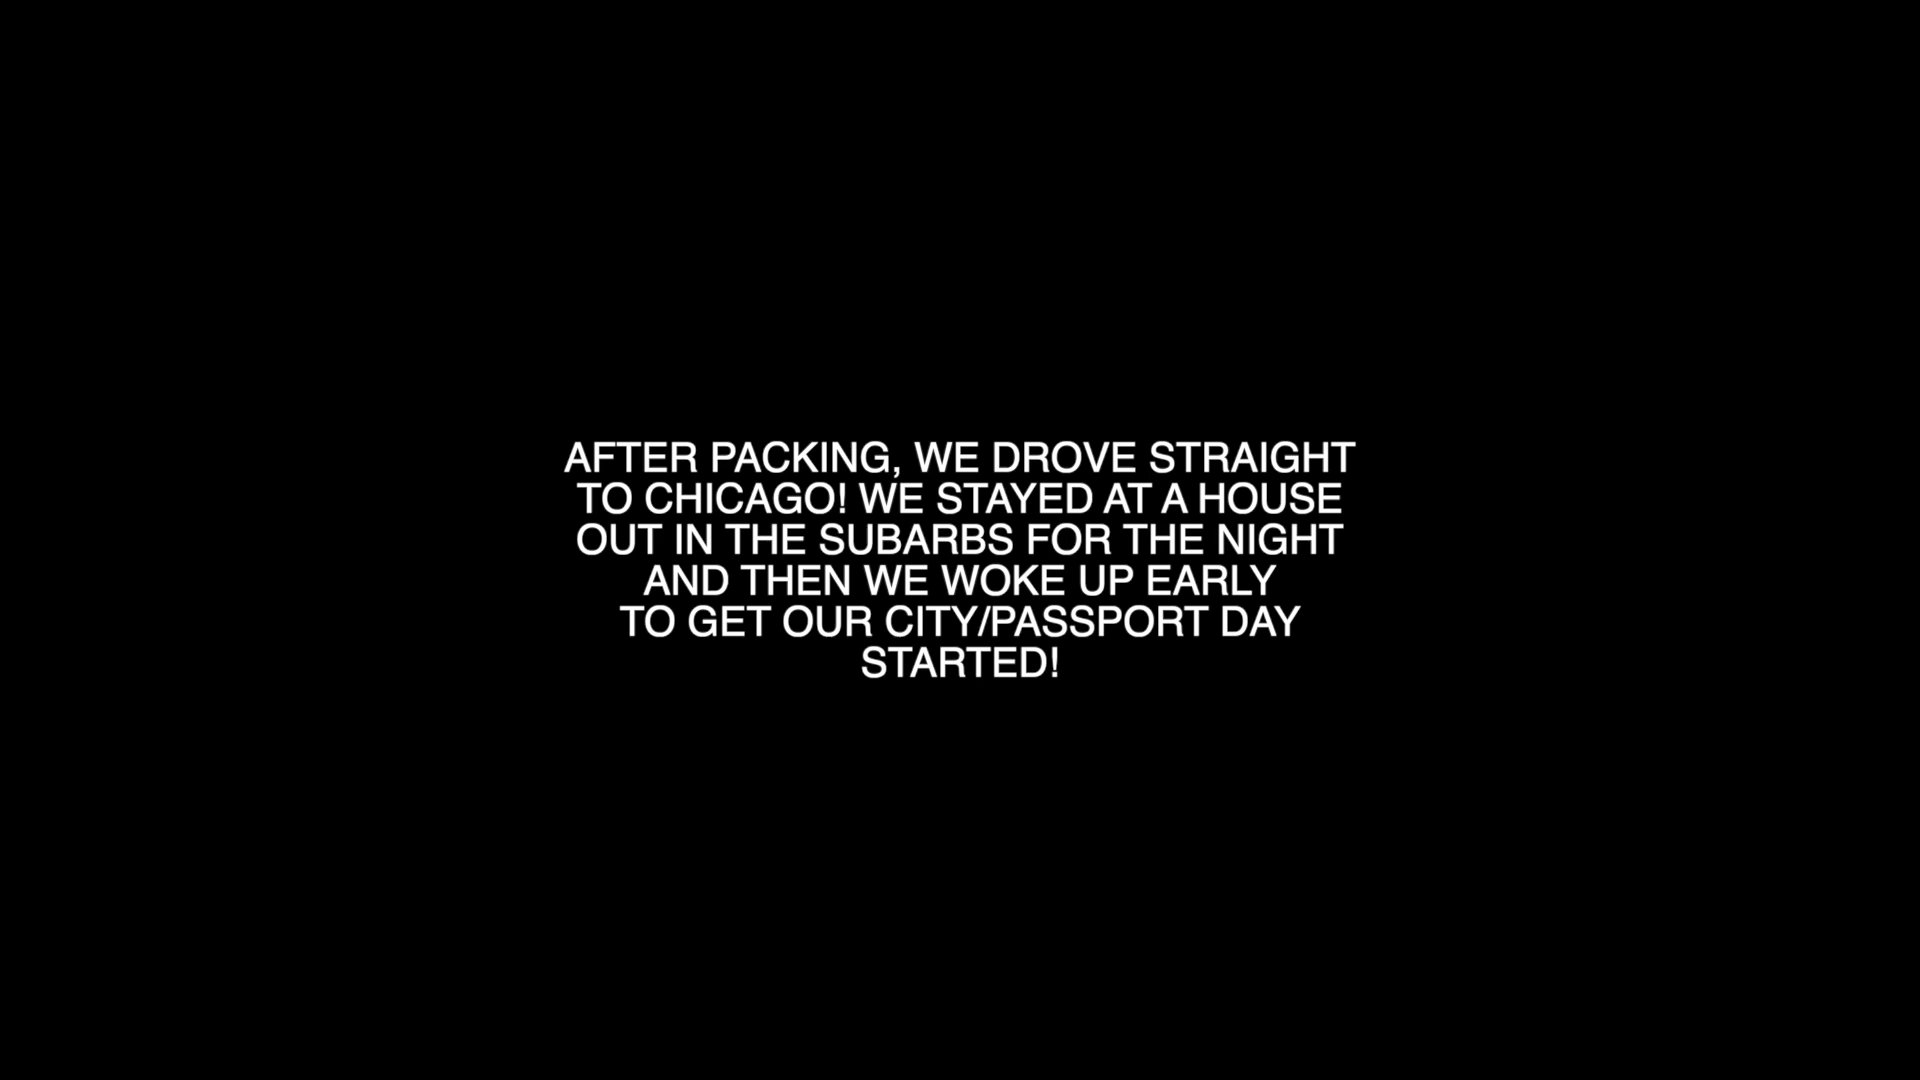 AFTER PACKING, WE DROVE STRAIGHT
TO CHICAGO! WE STAYED AT A HOUSE
OUT IN THE SUBARBS FOR THE NIGHT
AND THEN WE WOKE UP EARLY
TO GET OUR CITY/PASSPORT DAY
STARTED!